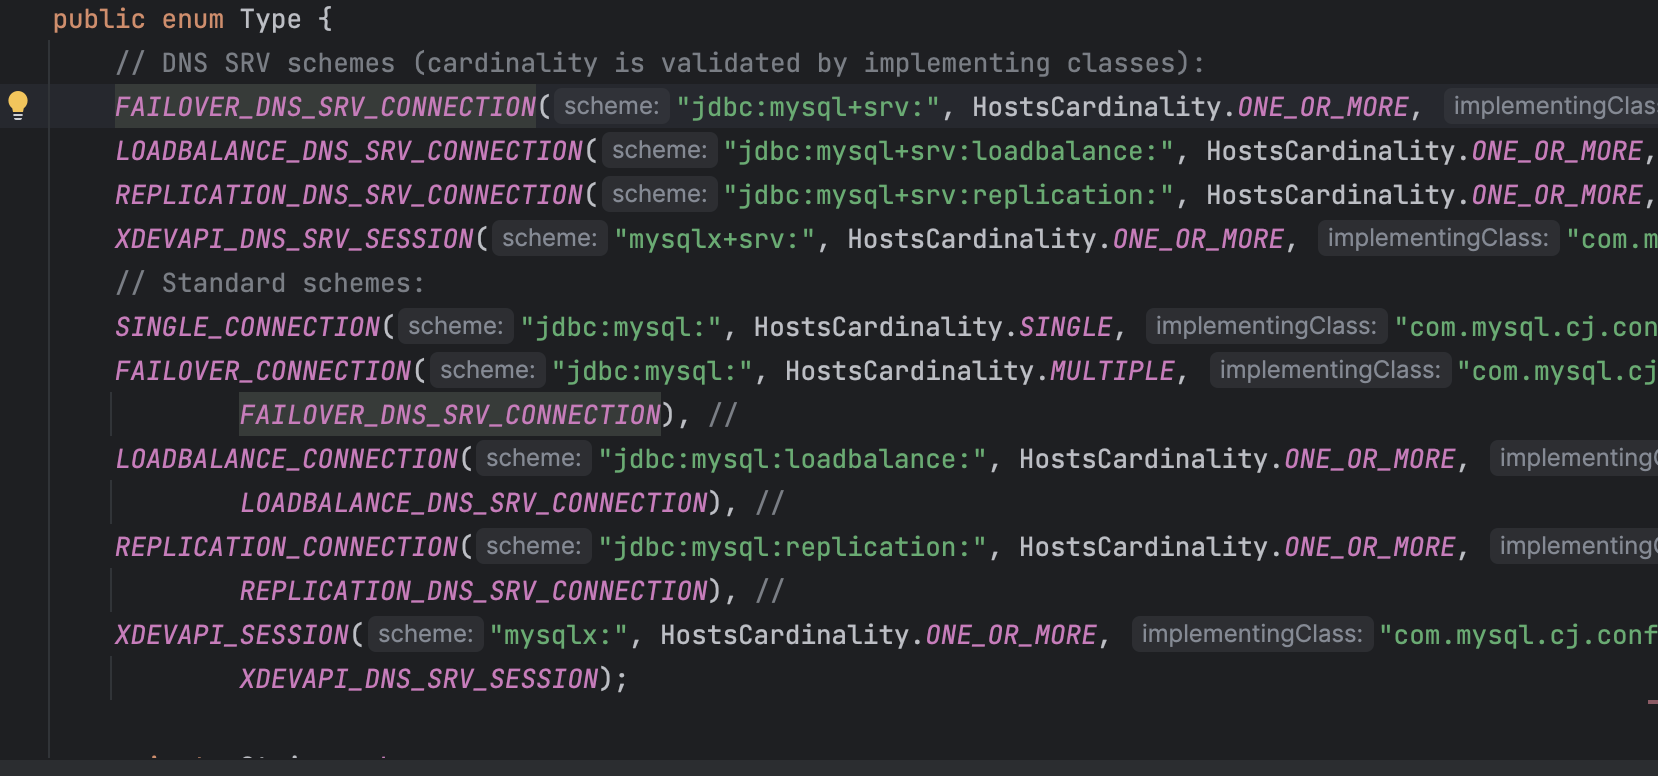 public enum Type {
// DNS SRV schemes (cardinality is validated by implementing classes):
FAILOVER_DNS_SRV_CONNECTION( scheme: "jdbc:mysql+srv:", HostsCardinality.ONE_OR_MORE, implementingClas
LOADBALANCE_DNS_SRV_CONNECTION( scheme: "jdbc:mysql+srv:loadbalance:", HostsCardinality.ONE_OR_MORE,
REPLICATION_DNS_SRV_CONNECTION( scheme: "jdbc:mysql+srv:replication:", HostsCardinality.ONE_OR_MORE,
XDEVAPI_DNS_SRV_SESSION( scheme: "mysqlx+srv:", HostsCardinality.ONE_OR_MORE, implementingClass: "com.m
// Standard schemes:
SINGLE_CONNECTION( scheme: "jdbc:mysql:", HostsCardinality.SINGLE, implementingClass: "com.mysql.cj.con
FAILOVER_CONNECTION( scheme: "jdbc:mysql:", HostsCardinality.MULTIPLE, implementingClass: "com.mysql.cj
FAILOVER_DNS_SRV_CONNECTION), //
LOADBALANCE_CONNECTION( scheme: "jdbc:mysql:loadbalance:", HostsCardinality.ONE_OR_MORE, implementing
LOADBALANCE_DNS_SRV_CONNECTION), //
REPLICATION_CONNECTION( scheme: "jdbc:mysql:replication:", HostsCardinality.ONE_OR_MORE, implementing
REPLICATION_DNS_SRV_CONNECTION), //
XDEVAPI_SESSION( scheme: "mysqlx:", HostsCardinality.ONE_OR_MORE, implementingClass: "com.mysql.cj.conf
XDEVAPI_DNS_SRV_SESSION);